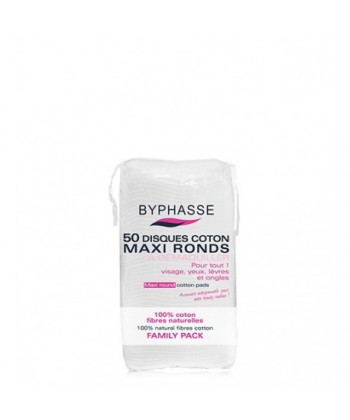 BYPHASSE
50 DISQUES COTON
MAXI RONDS
À DÉMAQUILLER
Pour tout !
visage, yeux, lèvres
et ongles
Maxi round cotton pads
100% coton
fibres naturelles
100% natural fibres cotton
FAMILY PACK